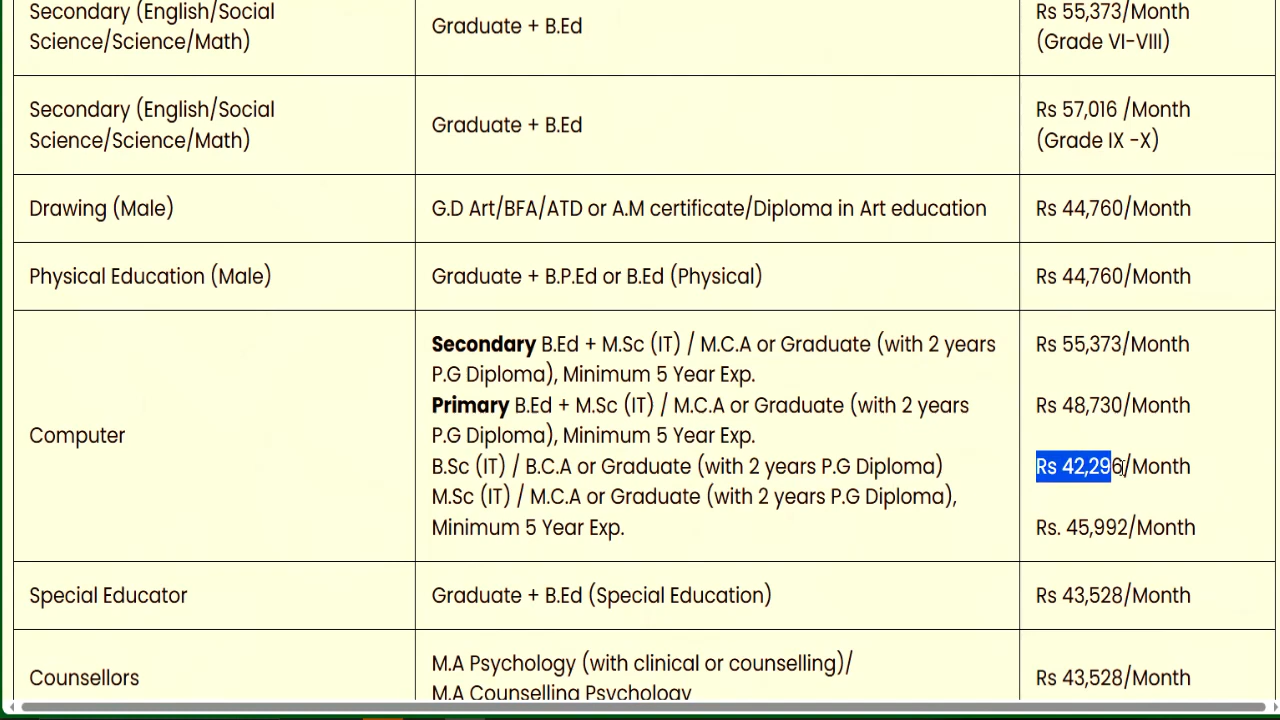 Secondary (English/Social
Science/Science/Math)
Graduate + B.Ed
Rs 55,373/Month
(Grade VI-VIII)
Secondary (English/Social
Science/Science/Math)
Graduate + B.Ed
Rs 57,016 /Month
(Grade IX -X)
Drawing (Male)
G.D Art/BFA/ATD or A.M certificate/Diploma in Art education
Rs 44,760/Month
Physical Education (Male)
Graduate + B.P.Ed or B.Ed (Physical)
Rs 44,760/Month
Computer
Secondary B.Ed + M.Sc (IT) / M.C.A or Graduate (with 2 years
P.G Diploma), Minimum 5 Year Exp.
Primary B.Ed + M.Sc (IT) / M.C.A or Graduate (with 2 years
P.G Diploma), Minimum 5 Year Exp.
B.Sc (IT) / B.C.A or Graduate (with 2 years P.G Diploma)
M.Sc (IT) / M.C.A or Graduate (with 2 years P.G Diploma),
Minimum 5 Year Exp.
Rs 55,373/Month
Rs 48,730/Month
Rs 42,296/Month
Rs. 45,992/Month
Special Educator
Graduate + B.Ed (Special Education)
Rs 43,528/Month
Counsellors
M.A Psychology (with clinical or counselling)/
M.A Counselling Psychology
Rs 43,528/Month